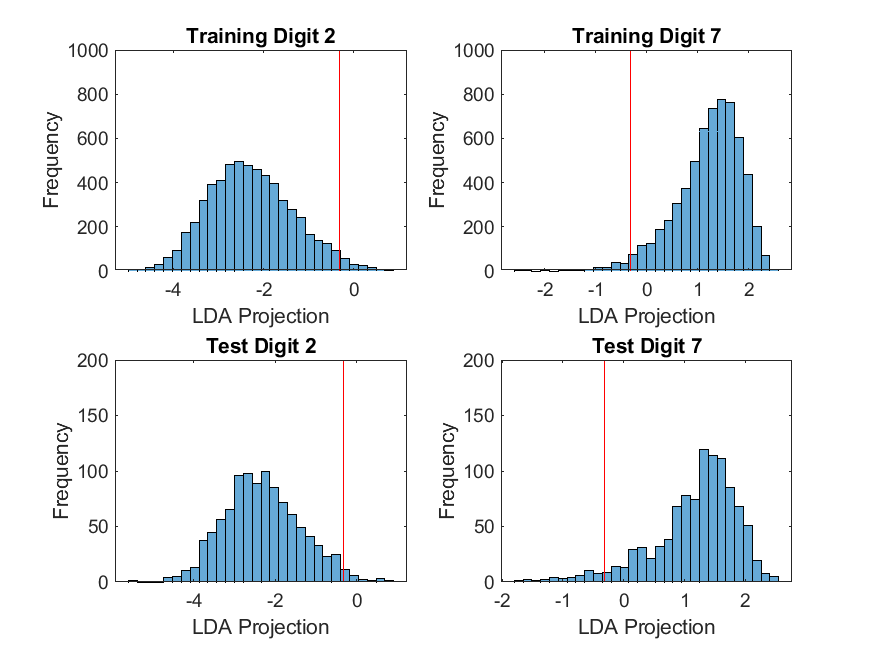 Training Digit 2
1000
800
600
400
200
0
Frequency
-4 -2 0
LDA Projection
Training Digit 7
1000
800
600
400
200
0
Frequency
-2 -1 0 1 2
LDA Projection
Test Digit 2
200
150
100
50
0
Frequency
-4 -2 0
LDA Projection
Test Digit 7
200
150
100
50
0
Frequency
-2 -1 0 1 2
LDA Projection